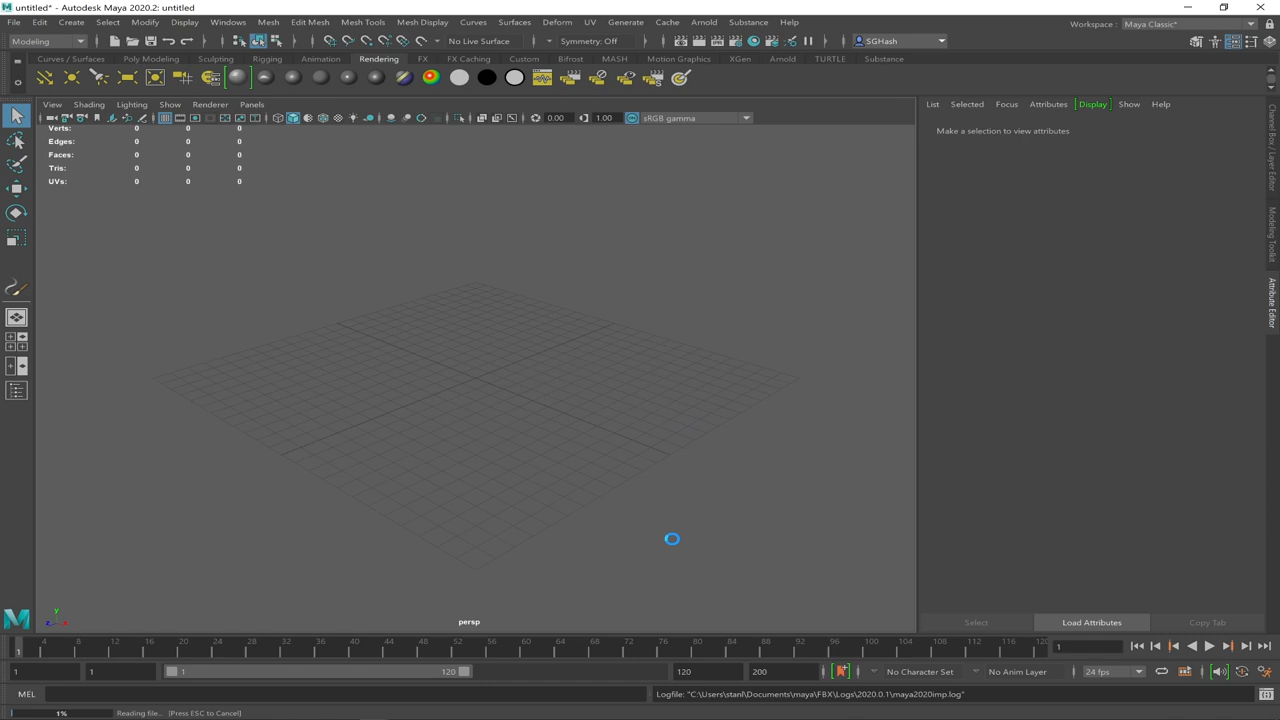 untitled* - Autodesk Maya 2020.2: untitled
File Edit Create Select Modify Display Windows Mesh Edit Mesh Mesh Tools Mesh Display Curves Surfaces Deform UV Generate Cache Arnold Substance Help
Workspace : Maya Classic*
Modeling No Live Surface Symmetry: Off SGHash
Curves / Surfaces Poly Modeling Sculpting Rigging Animation Rendering FX FX Caching Custom Bifrost MASH Motion Graphics XGen Arnold TURTLE Substance
View Shading Lighting Show Renderer Panels
List Selected Focus Attributes Display Show Help
0.00 1.00 sRGB gamma
Make a selection to view attributes
Verts: 0 0 0
Edges: 0 0 0
Faces: 0 0 0
Tris: 0 0 0
UVs: 0 0 0
Channel Box / Layer Editor
Modeling Toolkit
Attribute Editor
y
z x
persp
Select Load Attributes Copy Tab
1 4 8 12 16 20 24 28 32 36 40 44 48 52 56 60 64 68 72 76 80 84 88 92 96 100 104 108 112 116 120 1
1 1 1 120 120 200 No Character Set No Anim Layer 24 fps
MEL Logfile: "C:\Users\stanl\Documents\maya\FBX\Logs\2020.0.1\maya2020imp.log"
1% Reading file... [Press ESC to Cancel]